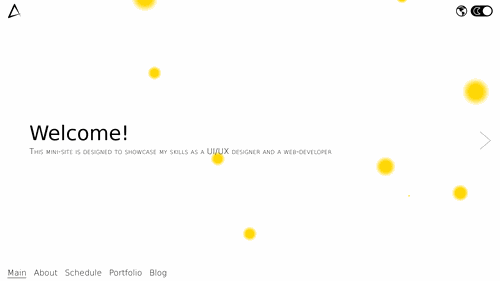 Welcome!
This mini-site is designed to showcase my skills as a UI/UX designer and a web-developer
Main About Schedule Portfolio Blog